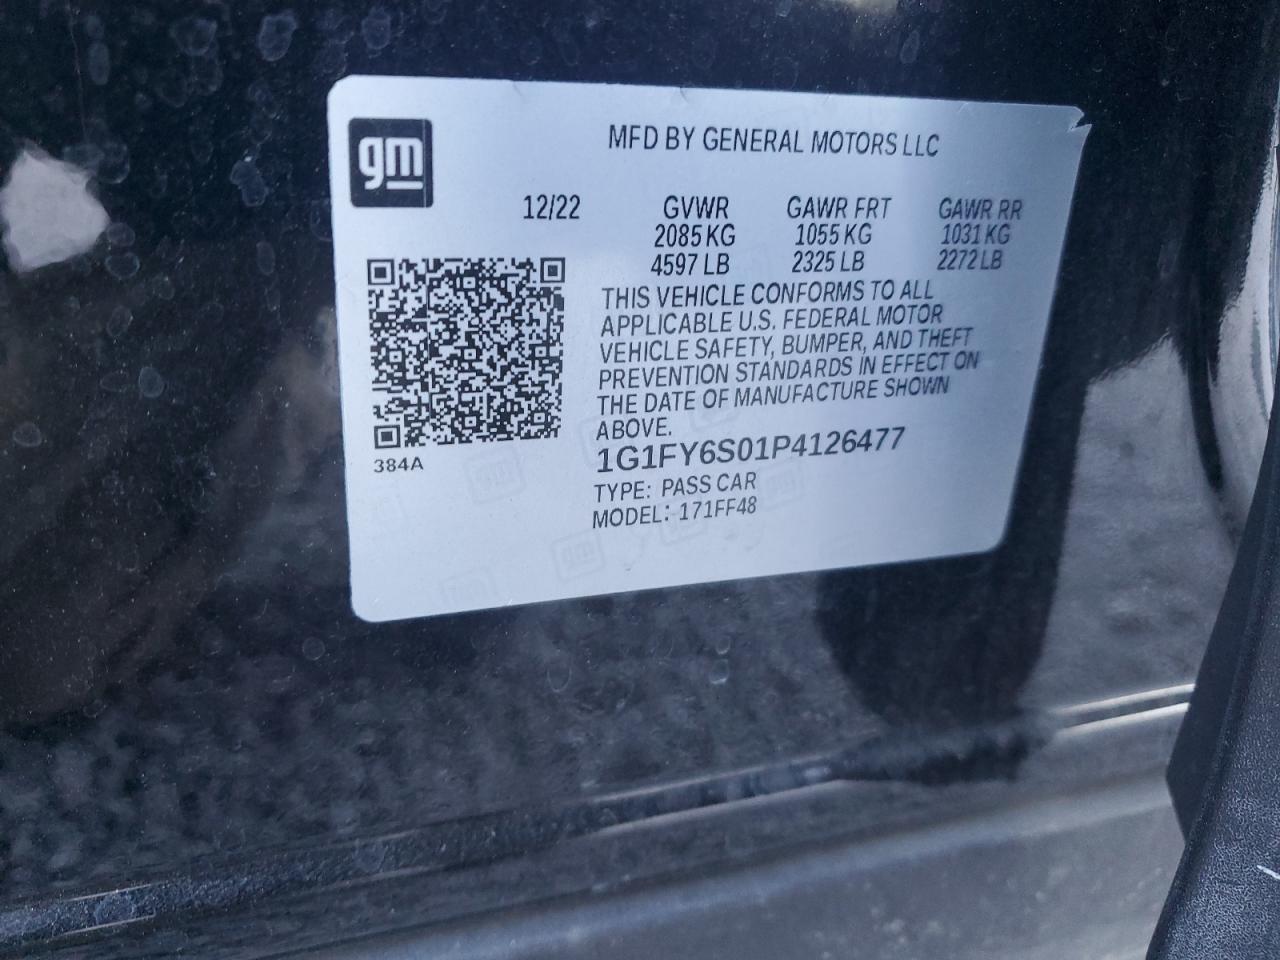 gm
MFD BY GENERAL MOTORS LLC
12/22 GVWR GAWR FRT GAWR RR
2085 KG 1055 KG 1031 KG
4597 LB 2325 LB 2272 LB
THIS VEHICLE CONFORMS TO ALL
APPLICABLE U.S. FEDERAL MOTOR
VEHICLE SAFETY, BUMPER, AND THEFT
PREVENTION STANDARDS IN EFFECT ON
THE DATE OF MANUFACTURE SHOWN
ABOVE.
384A
1G1FY6S01P4126477
TYPE: PASS CAR
MODEL: 171FF48
gm